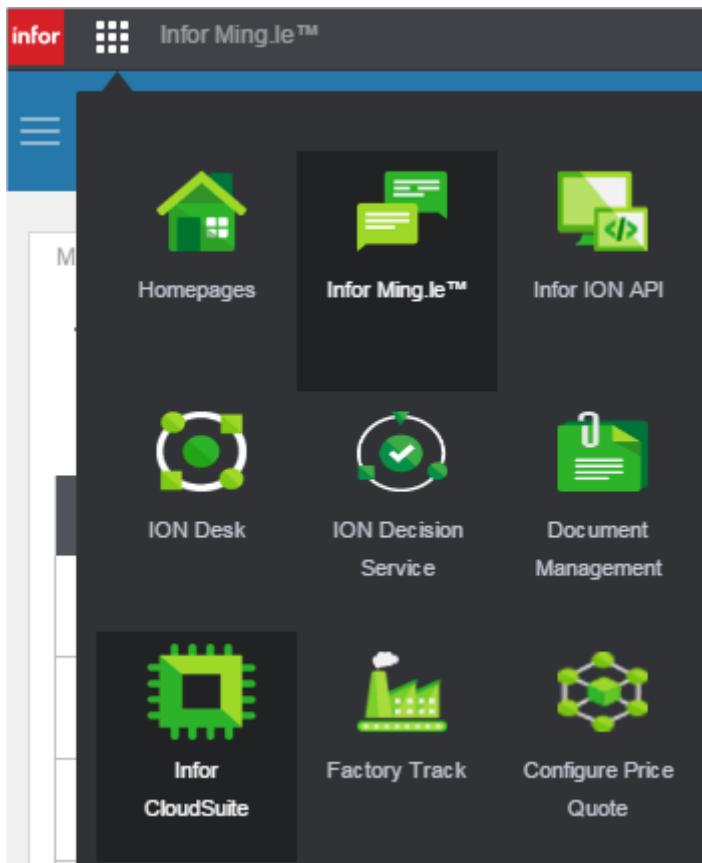 infor Infor Ming.le™
M
Homepages Infor Ming.le™ Infor ION API
ION Desk ION Decision Document
Service Management
Infor Factory Track Configure Price
CloudSuite Quote